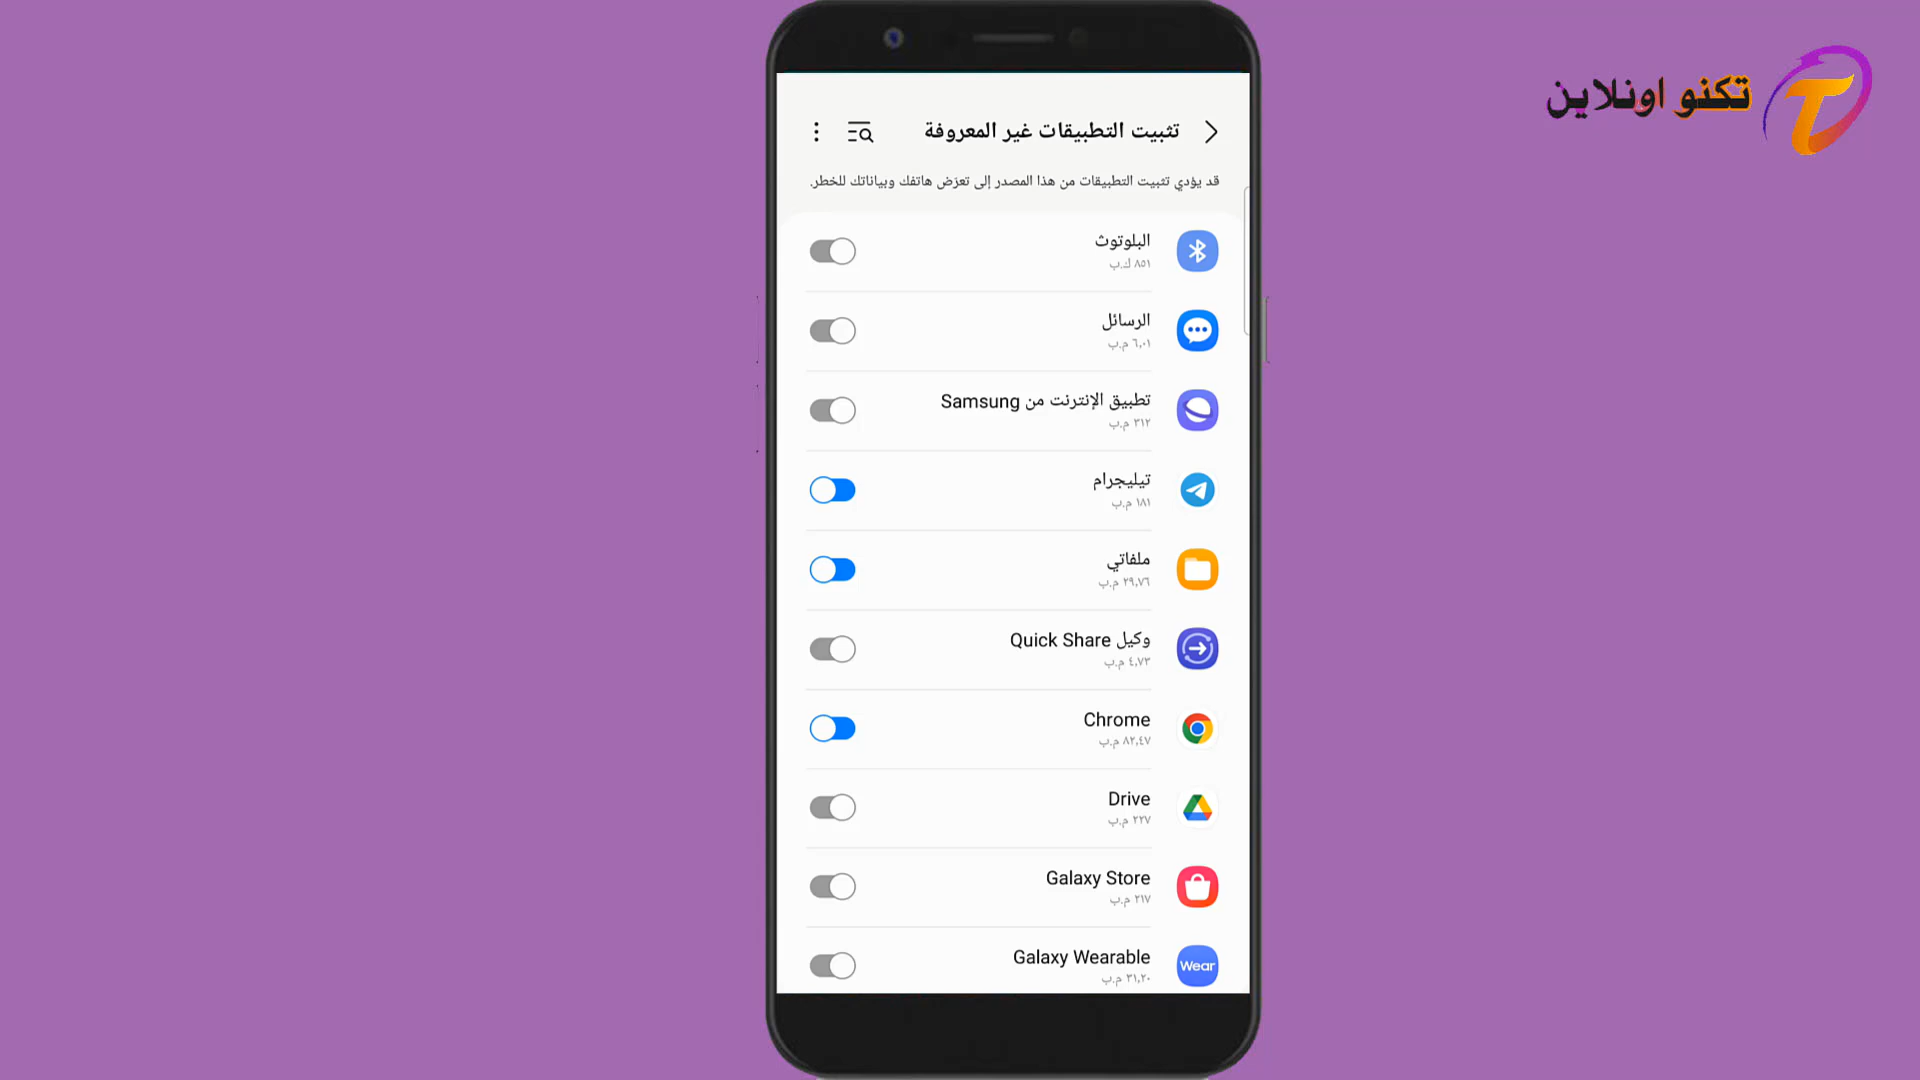 تكنو اونلاين
تثبيت التطبيقات غير المعروفة
قد يؤدي تثبيت التطبيقات من هذا المصدر إلى تعرّض هاتفك وبياناتك للخطر.
البلوتوث
٨٥١ ك.ب
الرسائل
٦,٠١ م.ب
تطبيق الإنترنت من Samsung
٣١٢ م.ب
تيليجرام
١٨١ م.ب
ملفاتي
٢٩,٧٦ م.ب
وكيل Quick Share
٤,٧٣ م.ب
Chrome
٨٢,٤٧ م.ب
Drive
٢٢٧ م.ب
Galaxy Store
٢١٧ م.ب
Galaxy Wearable
Wear
٣١,٢٠ م.ب